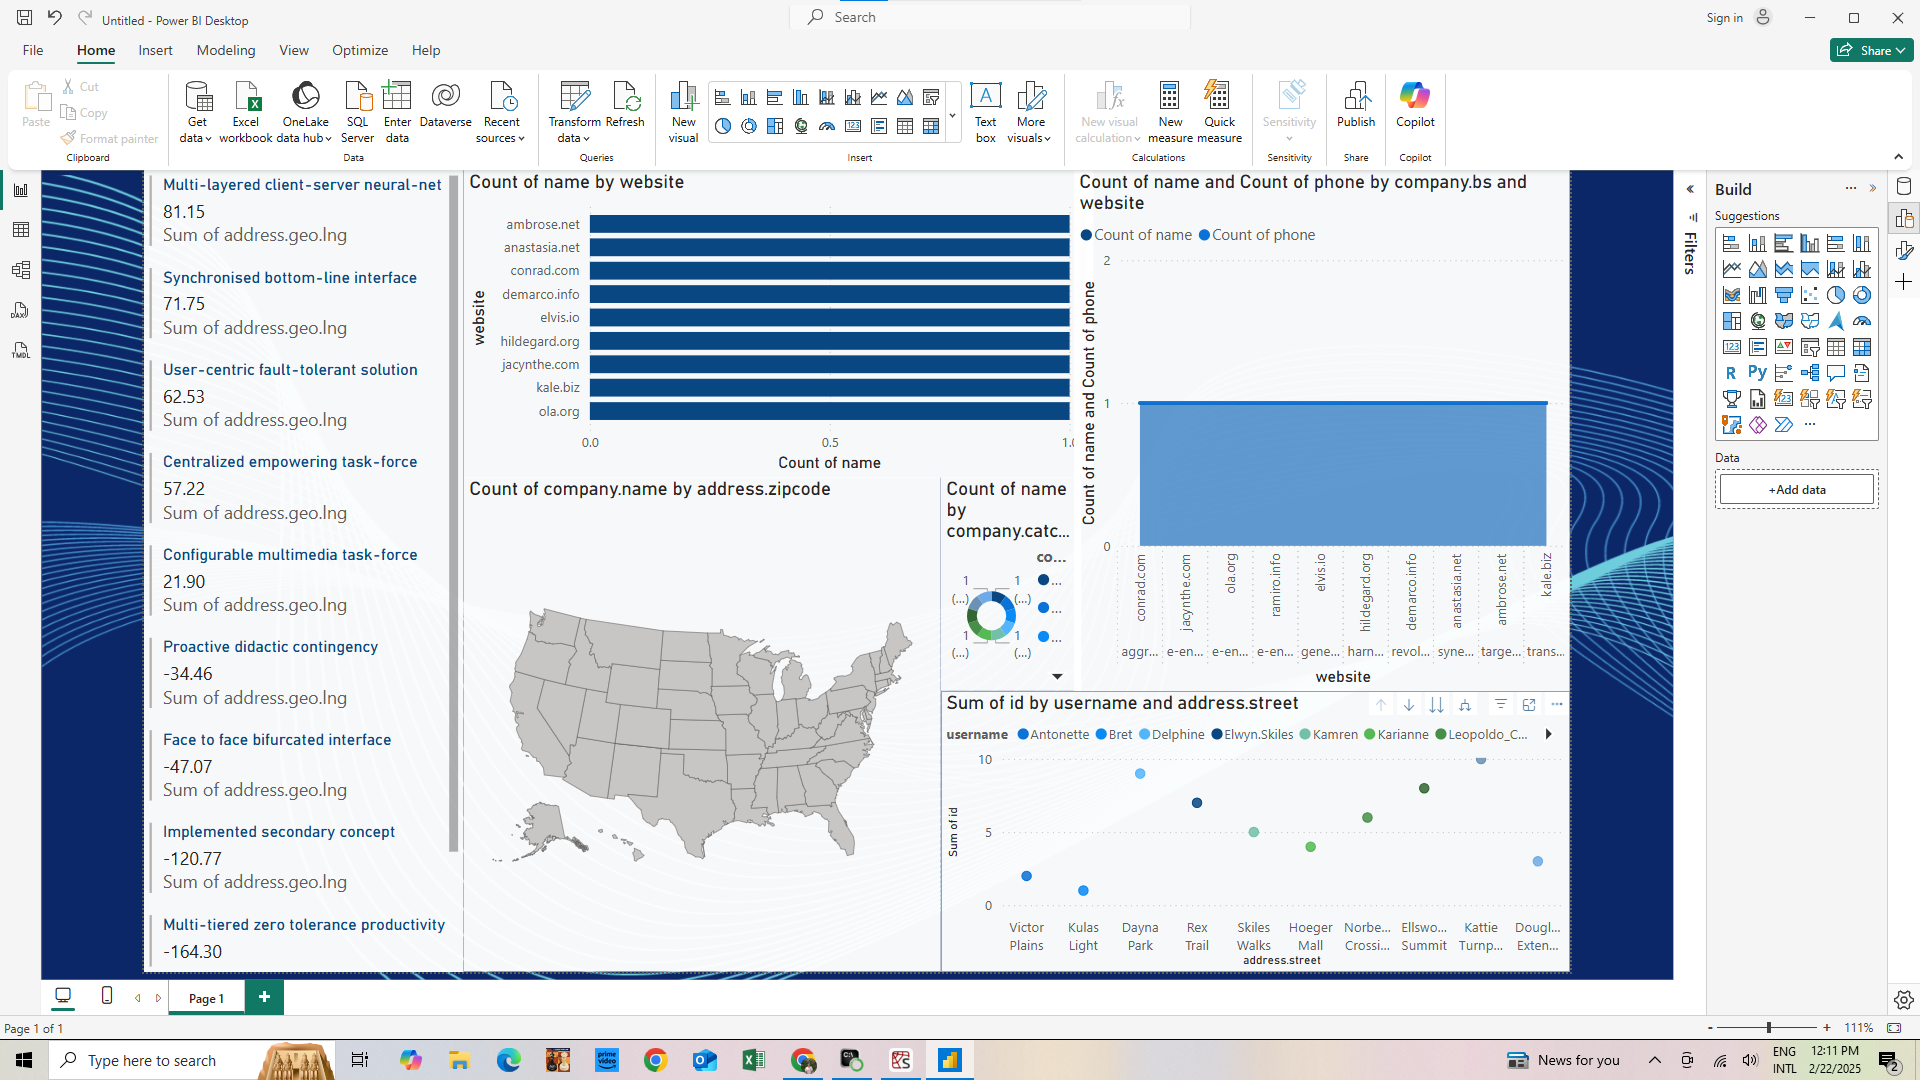 Untitled - Power BI Desktop
Search
Sign in
File
Home
Insert
Modeling
View
Optimize
Help
Share
Paste
Cut
Copy
Format painter
Clipboard
Get data
Excel workbook
OneLake data hub
SQL Server
Enter data
Dataverse
Recent sources
Data
Transform data
Refresh
Queries
New visual
Text box
More visuals
Insert
New visual calculation
New measure
Quick measure
Calculations
Sensitivity
Sensitivity
Publish
Share
Copilot
Copilot
Multi-layered client-server neural-net
81.15
Sum of address.geo.lng
Synchronised bottom-line interface
71.75
Sum of address.geo.lng
User-centric fault-tolerant solution
62.53
Sum of address.geo.lng
Centralized empowering task-force
57.22
Sum of address.geo.lng
Configurable multimedia task-force
21.90
Sum of address.geo.lng
Proactive didactic contingency
-34.46
Sum of address.geo.lng
Face to face bifurcated interface
-47.07
Sum of address.geo.lng
Implemented secondary concept
-120.77
Sum of address.geo.lng
Multi-tiered zero tolerance productivity
-164.30
Count of name by website
website
ambrose.net
anastasia.net
conrad.com
demarco.info
elvis.io
hildegard.org
jacynthe.com
kale.biz
ola.org
0.0 0.5 1.0
Count of name
Count of company.name by address.zipcode
Count of name
by
company.catc...
co...
1 1 ...
(...) (...) ...
1 1 ...
(...) (...)
Count of name and Count of phone by company.bs and
website
Count of name Count of phone
Count of name and Count of phone
2
1
0
conrad.com jacynthe.com ola.org ramiro.info elvis.io hildegard.org demarco.info anastasia.net ambrose.net kale.biz
aggr... e-en... e-en... e-en... gene... harn... revol... syne... targe... trans...
website
Sum of id by username and address.street
username Antonette Bret Delphine Elwyn.Skiles Kamren Karianne Leopoldo_C...
Sum of id
10
5
0
Victor Plains
Kulas Light
Dayna Park
Rex Trail
Skiles Walks
Hoeger Mall
Norbe... Crossi...
Ellswo... Summit
Kattie Turnp...
Dougl... Exten...
address.street
Filters
Build
Suggestions
R Py
123
Data
+Add data
Page 1
Page 1 of 1
- + 111%
Type here to search
prime video
News for you
ENG
INTL
12:11 PM
2/22/2025
2
DAX
TMDL